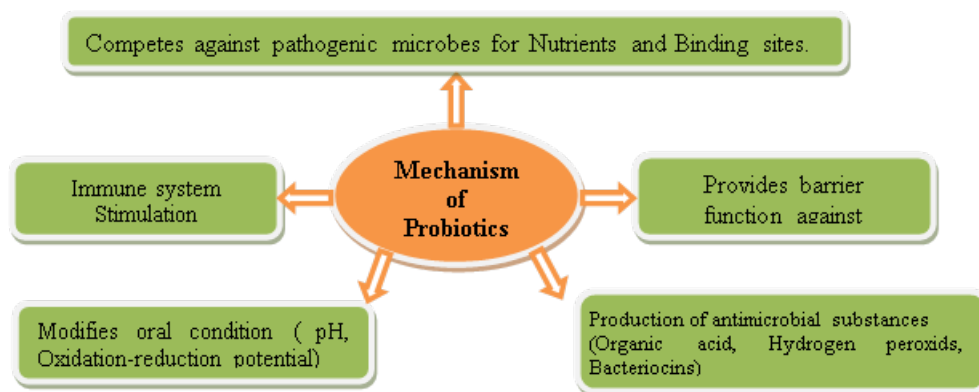 Competes against pathogenic microbes for Nutrients and Binding sites.
Immune system
Stimulation
Mechanism
of
Probiotics
Provides barrier
function against
Modifies oral condition ( pH,
Oxidation-reduction potential)
Production of antimicrobial substances
(Organic acid, Hydrogen peroxids,
Bacteriocins)